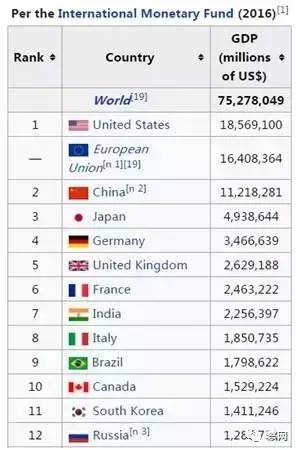 Per the International Monetary Fund (2016)[1]
Rank Country GDP (millions of US$)
World[19] 75,278,049
1 United States 18,569,100
— European Union[n 1][19] 16,408,364
2 China[n 2] 11,218,281
3 Japan 4,938,644
4 Germany 3,466,639
5 United Kingdom 2,629,188
6 France 2,463,222
7 India 2,256,397
8 Italy 1,850,735
9 Brazil 1,798,622
10 Canada 1,529,224
11 South Korea 1,411,246
12 Russia[n 3]